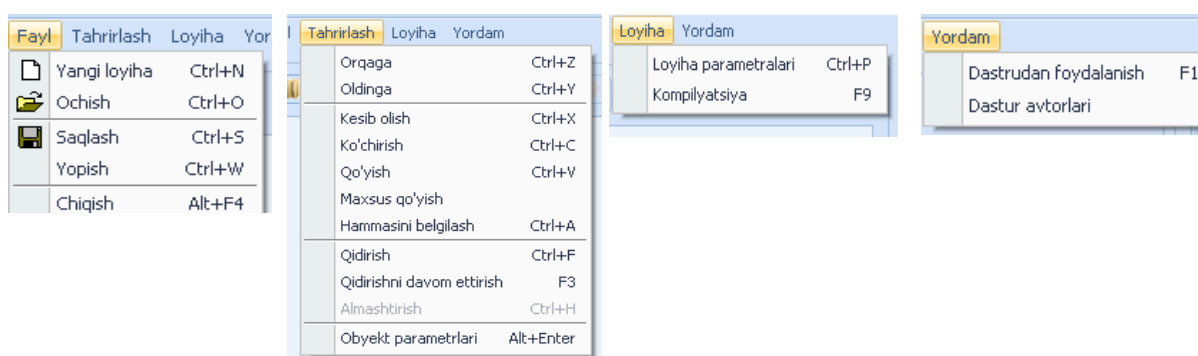 Fayl Tahrirlash Loyiha Yor
Yangi loyiha Ctrl+N
Ochish Ctrl+O
Saqlash Ctrl+S
Yopish Ctrl+W
Chiqish Alt+F4
Tahrirlash Loyiha Yordam
Orqaga Ctrl+Z
Oldinga Ctrl+Y
Kesib olish Ctrl+X
Ko'chirish Ctrl+C
Qo'yish Ctrl+V
Maxsus qo'yish
Hammasini belgilash Ctrl+A
Qidirish Ctrl+F
Qidirishni davom ettirish F3
Almashtirish Ctrl+H
Obyekt parametrlari Alt+Enter
Loyiha Yordam
Loyiha parametralari Ctrl+P
Kompilyatsiya F9
Yordam
Dastrudan foydalanish F1
Dastur avtorlari